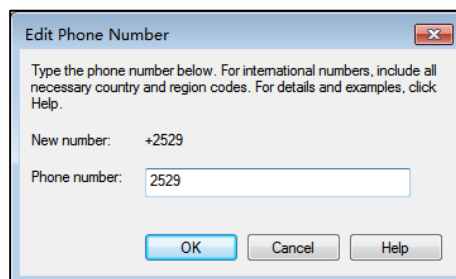 Edit Phone Number
Type the phone number below. For international numbers, include all
necessary country and region codes. For details and examples, click
Help.
New number: +2529
Phone number: 2529
OK Cancel Help